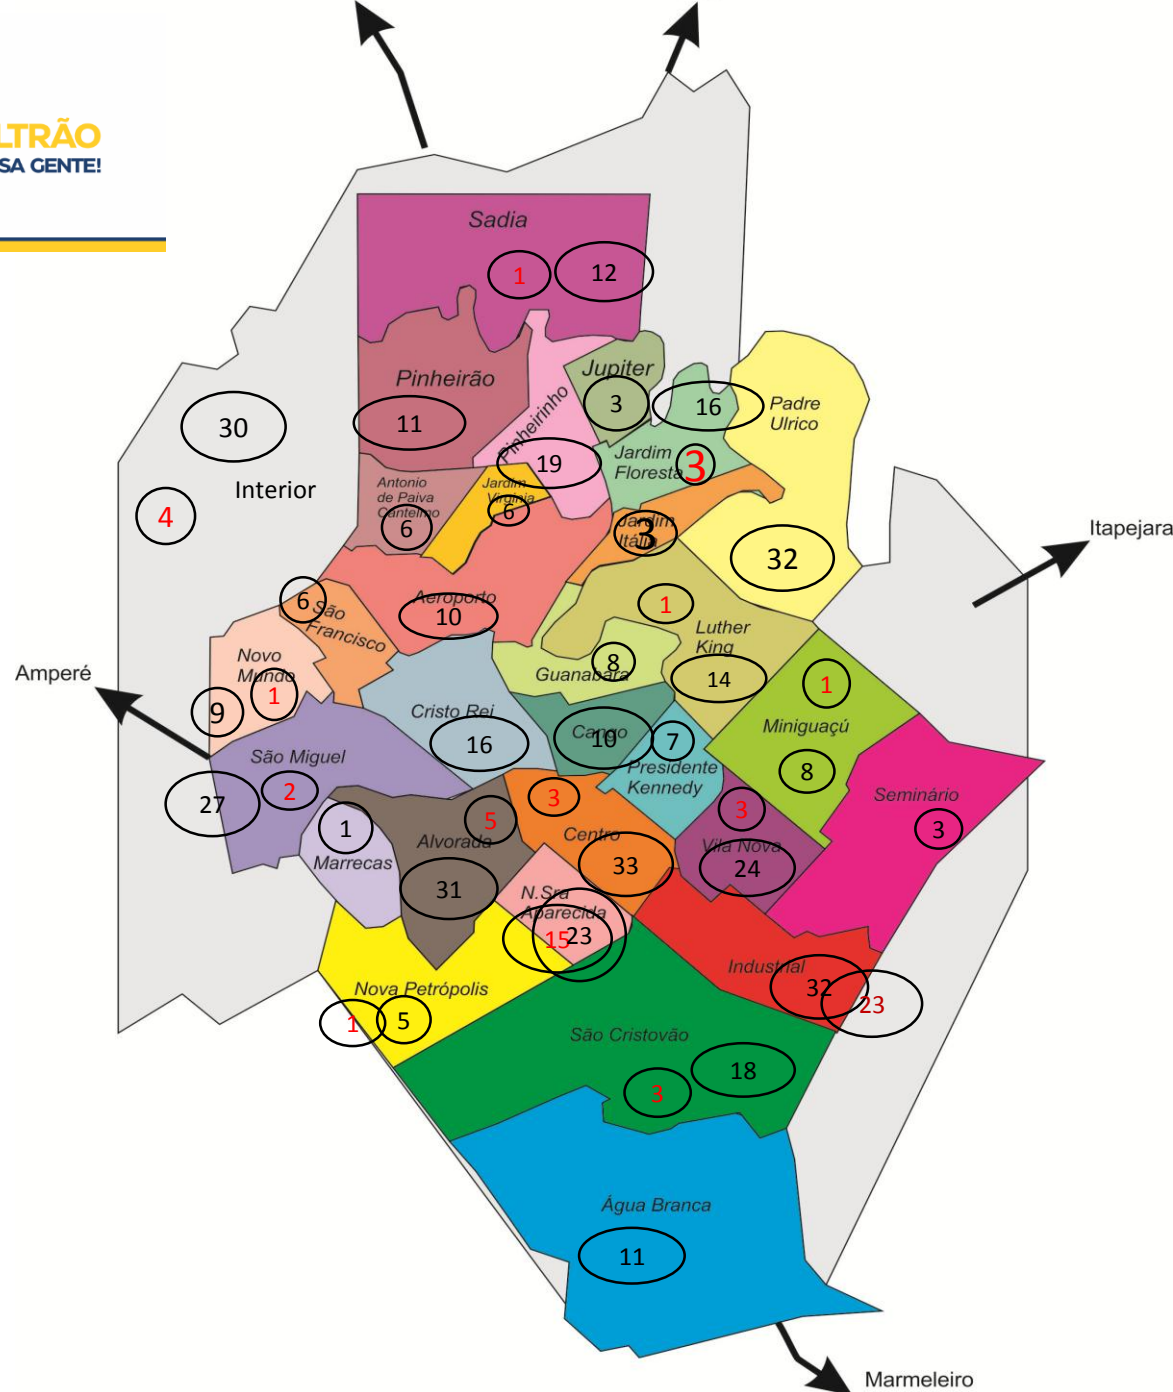 LTRÃO
SA GENTE!
Sadia
1
12
Pinheirão
11
Pinheirinho
19
Jupiter
3
16
Padre
Ulrico
30
Interior
4
Antonio
de Paiva
Cantelmo
6
Jardim
Virginia
6
Jardim
Floresta
3
Jardim
Itália
3
32
Itapejara
6
São
Francisco
Aeroporto
10
1
Luther
King
14
Guanabara
8
Novo
Mundo
1
9
Amperé
Cristo Rei
16
Cango
10
7
Presidente
Kennedy
1
Miniguaçú
8
São Miguel
2
27
1
Marrecas
5
Alvorada
31
3
Centro
33
3
Vila Nova
24
Seminário
3
N.Sra
Aparecida
15
23
Industrial
32
23
Nova Petrópolis
1
5
São Cristovão
18
3
Água Branca
11
Marmeleiro